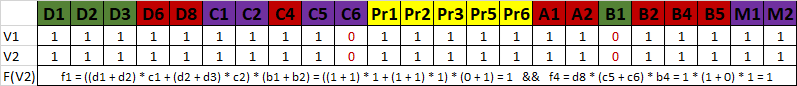 D1 D2 D3 D6 D8 C1 C2 C4 C5 C6 Pr1 Pr2 Pr3 Pr5 Pr6 A1 A2 B1 B2 B4 B5 M1 M2
V1 1 1 1 1 1 1 1 1 1 0 1 1 1 1 1 1 1 0 1 1 1 1 1
V2 1 1 1 1 1 1 1 1 1 0 1 1 1 1 1 1 1 0 1 1 1 1 1
F(V2) f1 = ((d1 + d2) * c1 + (d2 + d3) * c2) * (b1 + b2) = ((1 + 1) * 1 + (1 + 1) * 1) * (0 + 1) = 1 && f4 = d8 * (c5 + c6) * b4 = 1 * (1 + 0) * 1 = 1